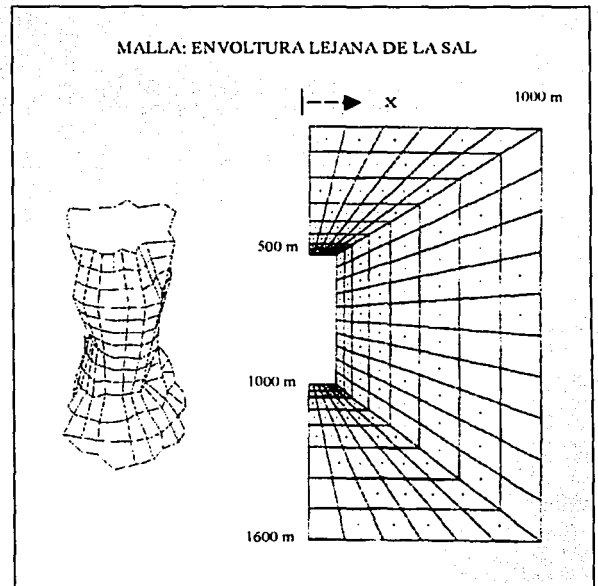 MALLA: ENVOLTURA LEJANA DE LA SAL
X
1000 m
500 m
1000 m
1600 m